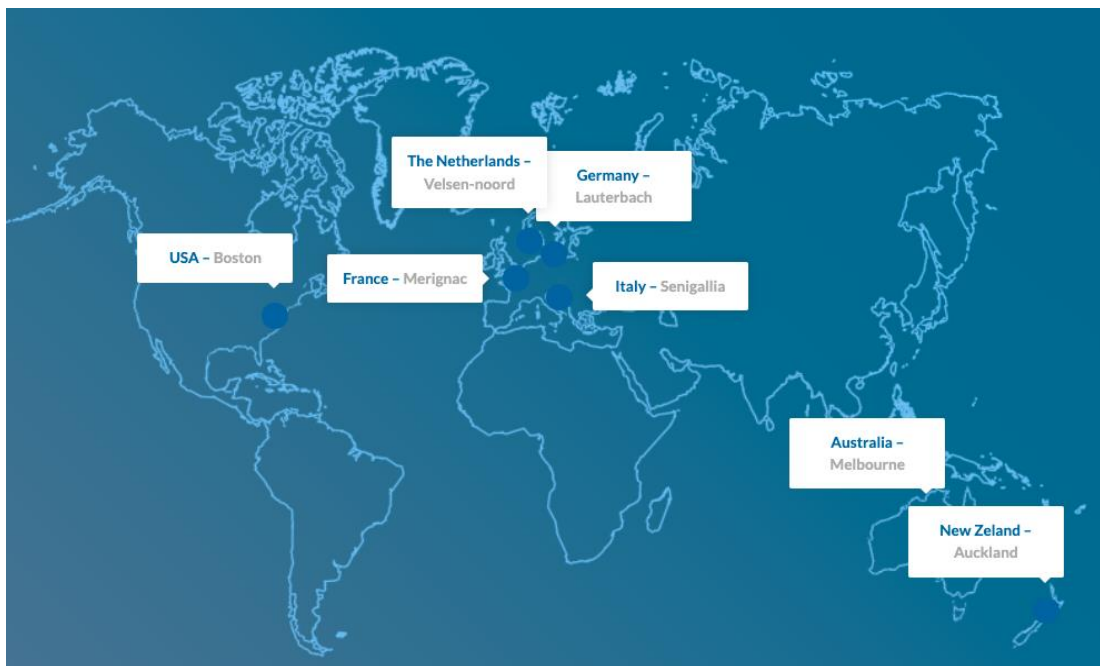 The Netherlands –
Velsen-noord
Germany –
Lauterbach
USA – Boston
France – Merignac
Italy – Senigallia
Australia –
Melbourne
New Zeland –
Auckland